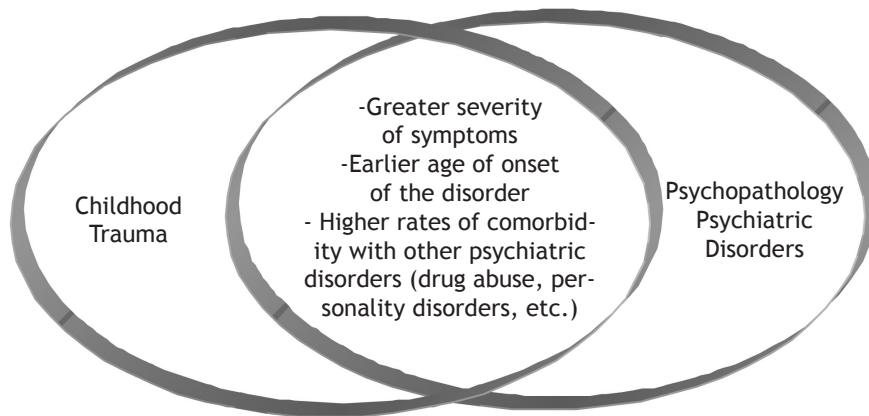 Childhood
Trauma
-Greater severity
of symptoms
-Earlier age of onset
of the disorder
- Higher rates of comorbid-
ity with other psychiatric
disorders (drug abuse, per-
sonality disorders, etc.)
Psychopathology
Psychiatric
Disorders